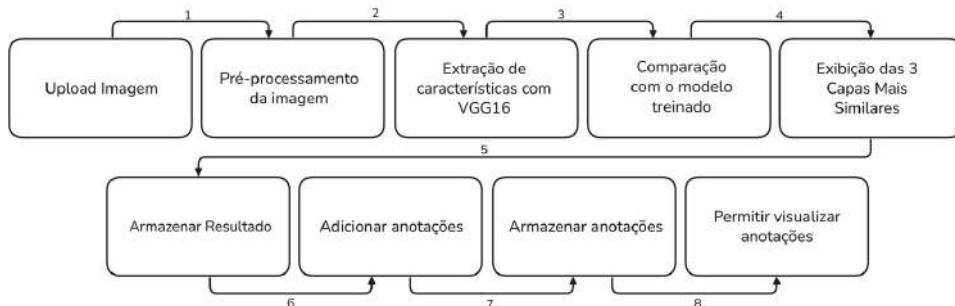 1
2
3
4
Upload Imagem
Pré-processamento
da imagem
Extração de
características com
VGG16
Comparação
com o modelo
treinado
Exibição das 3
Capas Mais
Similares
5
Armazenar Resultado
Adicionar anotações
Armazenar anotações
Permitir visualizar
anotações
6
7
8